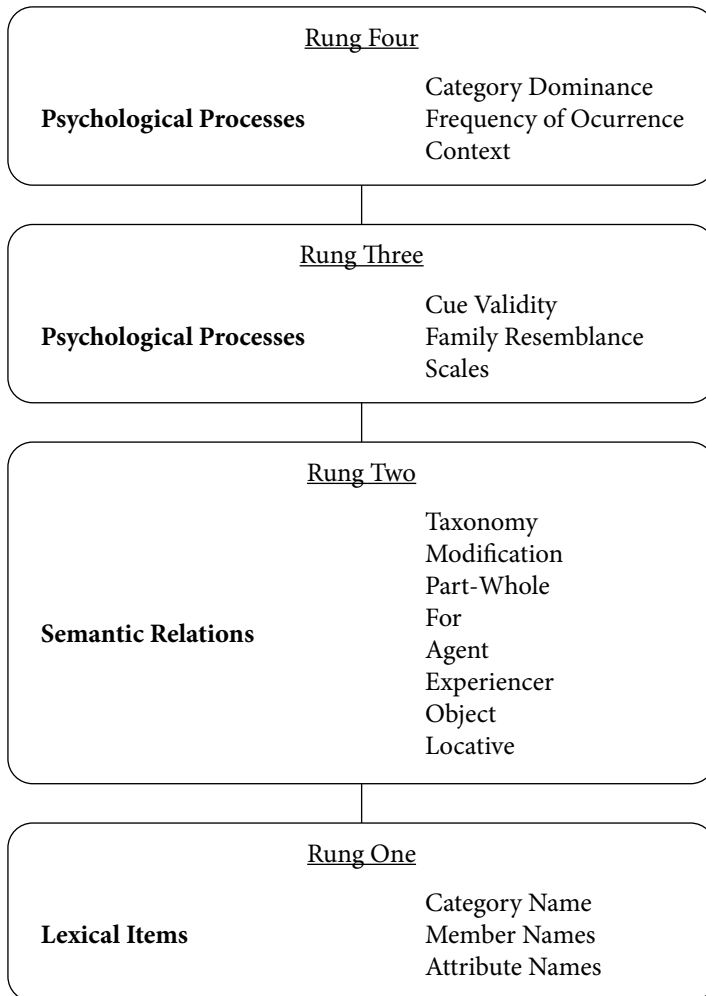 Rung Four
Psychological Processes
Category Dominance
Frequency of Ocurrence
Context
Rung Three
Psychological Processes
Cue Validity
Family Resemblance
Scales
Rung Two
Semantic Relations
Taxonomy
Modification
Part-Whole
For
Agent
Experiencer
Object
Locative
Rung One
Lexical Items
Category Name
Member Names
Attribute Names